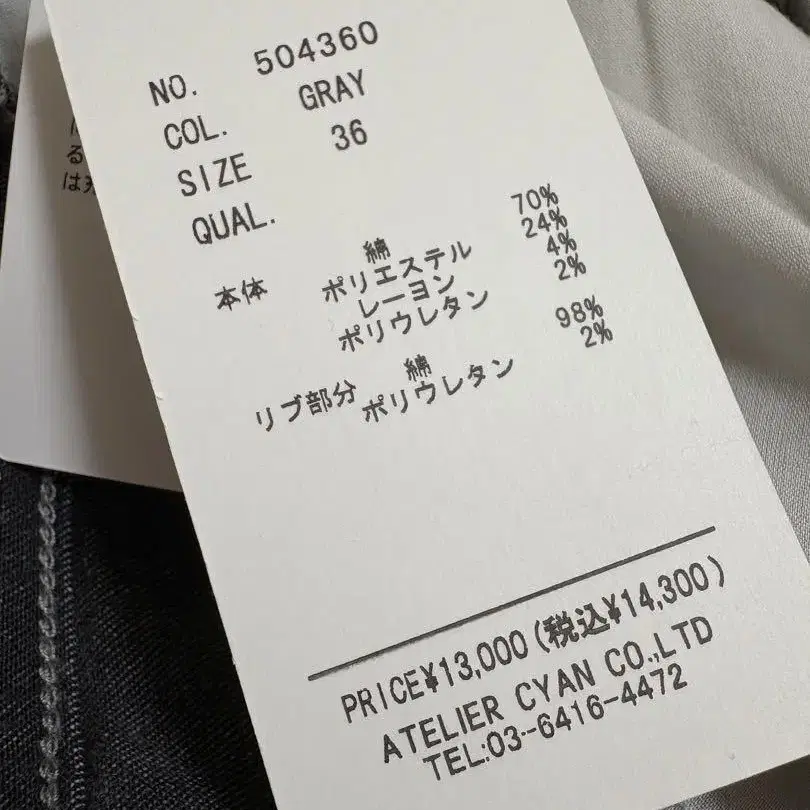 NO. 504360
COL. GRAY
SIZE 36
QUAL.
本体 綿 70%
ポリエステル 24%
レーヨン 4%
ポリウレタン 2%
リブ部分 綿 98%
ポリウレタン 2%
PRICE¥13,000(税込¥14,300)
ATELIER CYAN CO.,LTD
TEL:03-6416-4472
る
は